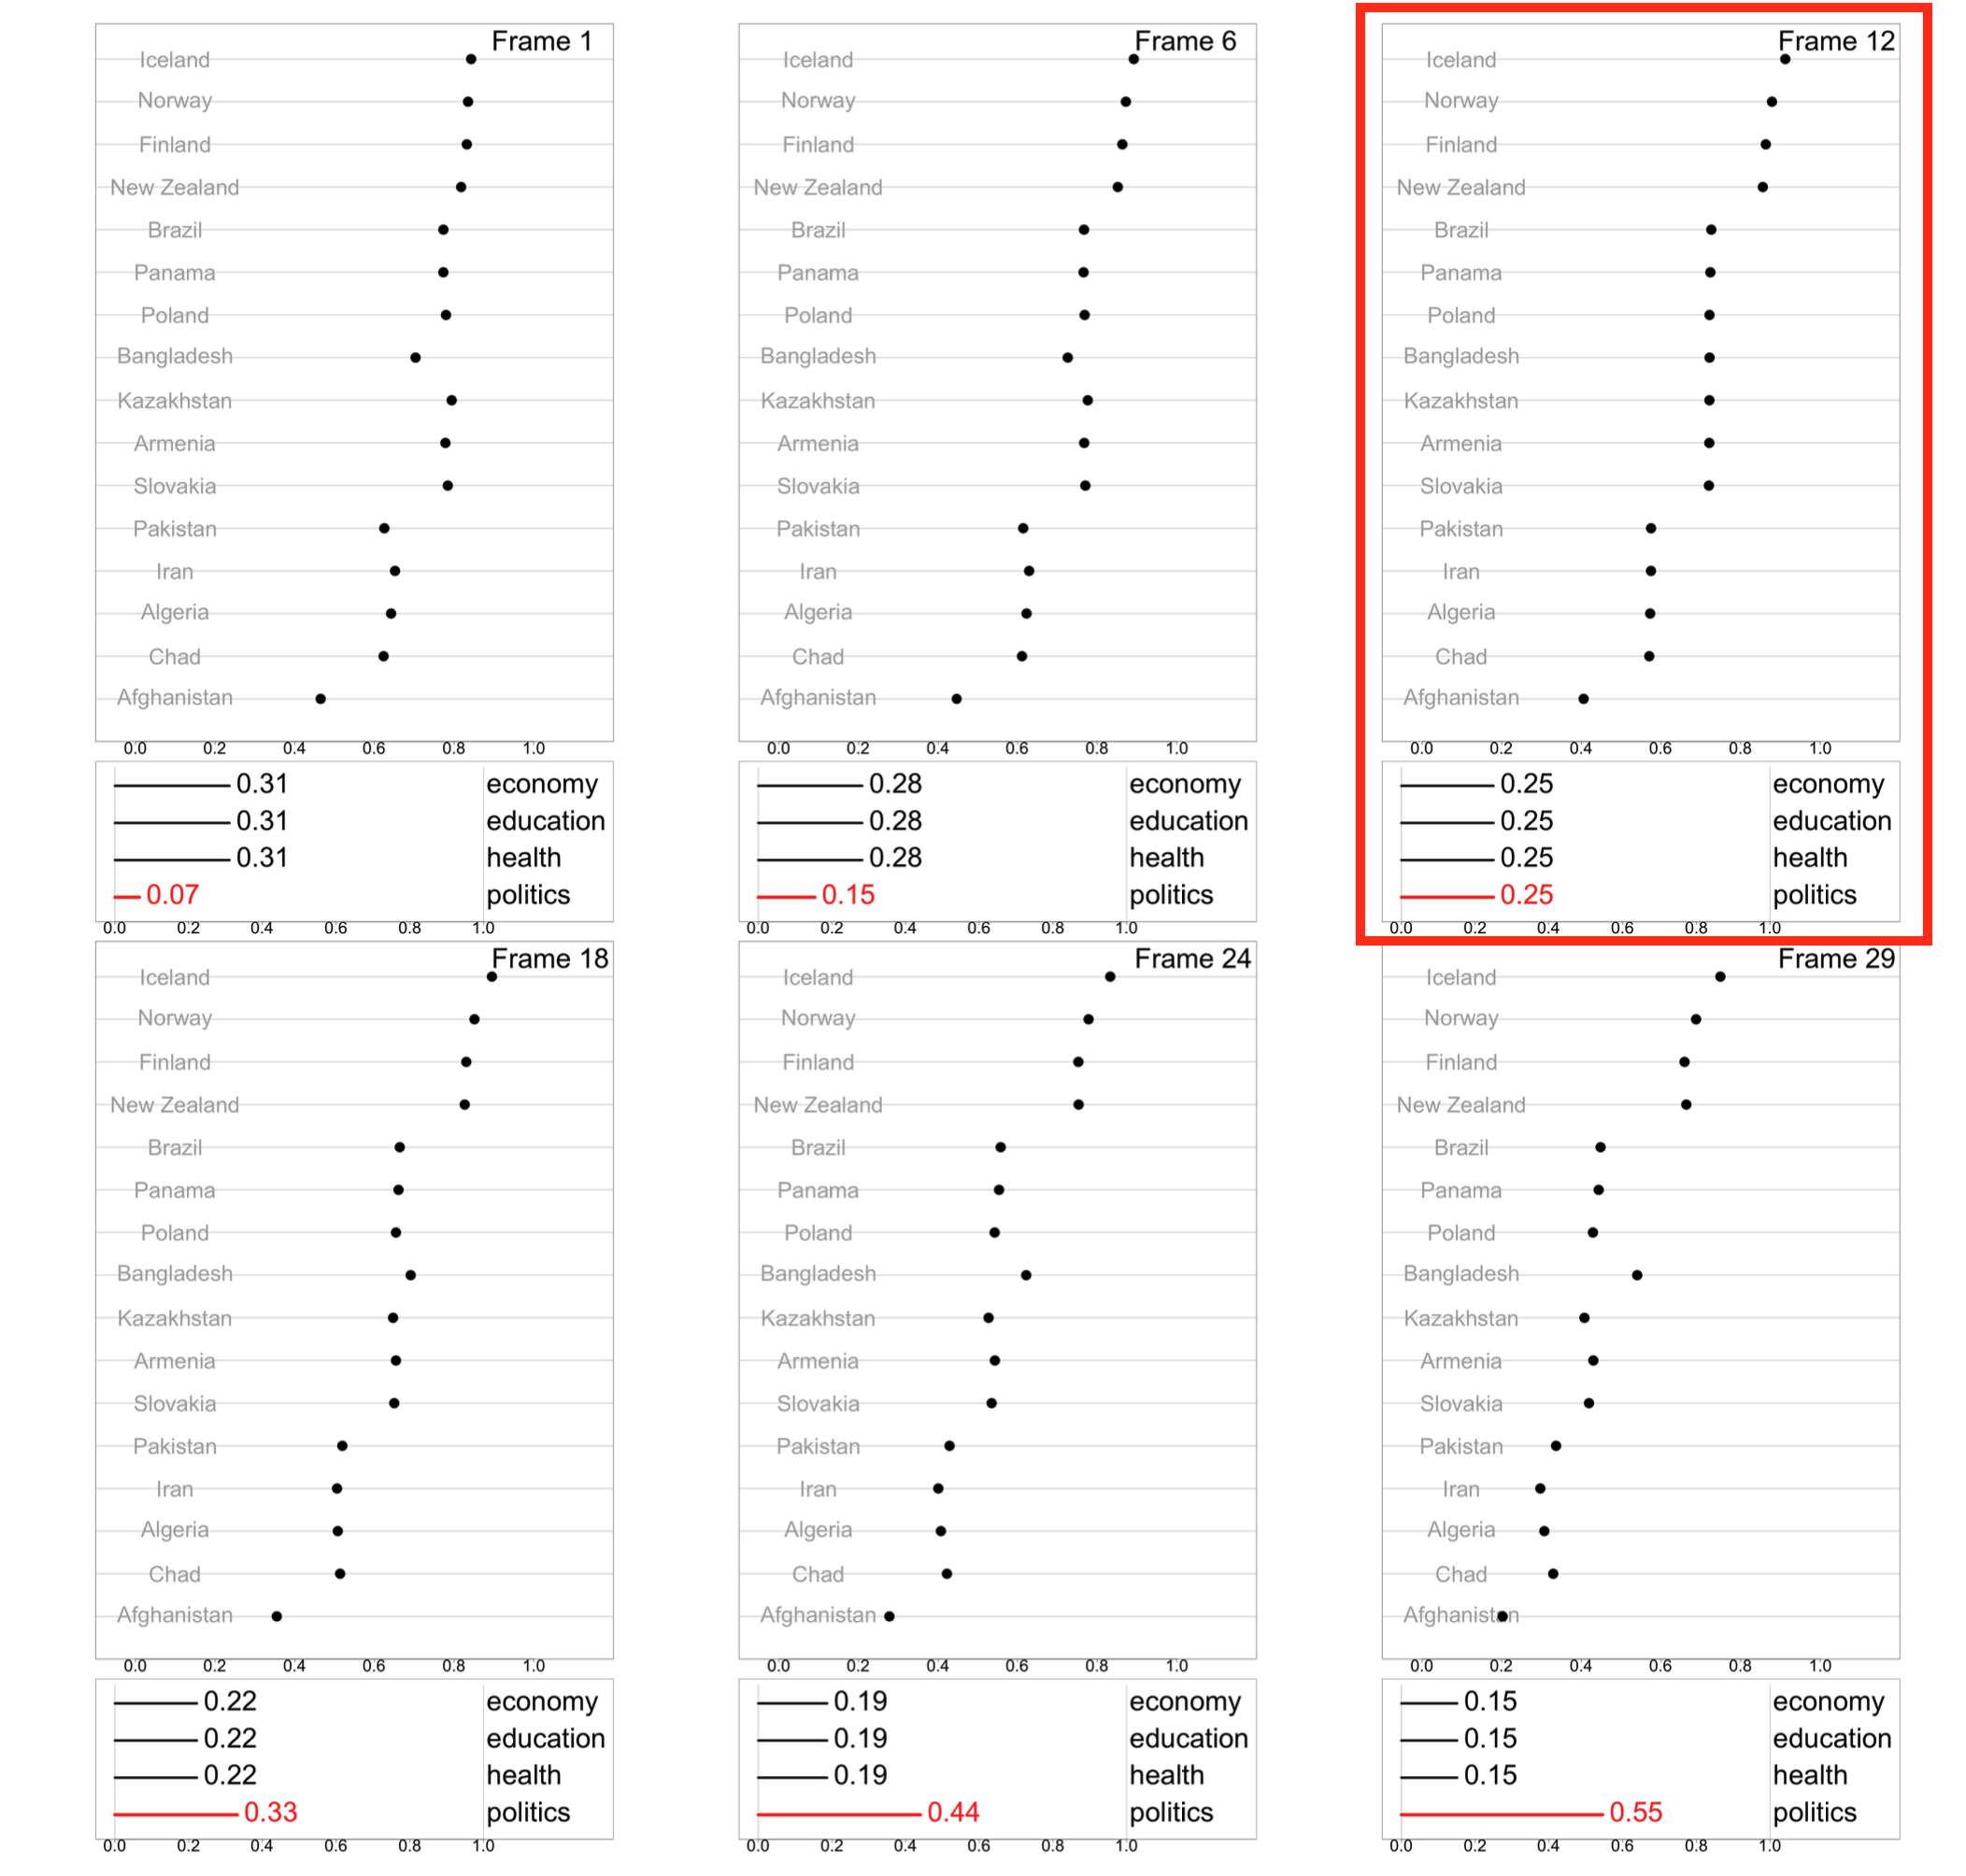 Frame 1
Iceland
Norway
Finland
New Zealand
Brazil
Panama
Poland
Bangladesh
Kazakhstan
Armenia
Slovakia
Pakistan
Iran
Algeria
Chad
Afghanistan
0.0 0.2 0.4 0.6 0.8 1.0
0.31 economy
0.31 education
0.31 health
0.07 politics
0.0 0.2 0.4 0.6 0.8 1.0
Frame 6
Iceland
Norway
Finland
New Zealand
Brazil
Panama
Poland
Bangladesh
Kazakhstan
Armenia
Slovakia
Pakistan
Iran
Algeria
Chad
Afghanistan
0.0 0.2 0.4 0.6 0.8 1.0
0.28 economy
0.28 education
0.28 health
0.15 politics
0.0 0.2 0.4 0.6 0.8 1.0
Frame 12
Iceland
Norway
Finland
New Zealand
Brazil
Panama
Poland
Bangladesh
Kazakhstan
Armenia
Slovakia
Pakistan
Iran
Algeria
Chad
Afghanistan
0.0 0.2 0.4 0.6 0.8 1.0
0.25 economy
0.25 education
0.25 health
0.25 politics
0.0 0.2 0.4 0.6 0.8 1.0
Frame 18
Iceland
Norway
Finland
New Zealand
Brazil
Panama
Poland
Bangladesh
Kazakhstan
Armenia
Slovakia
Pakistan
Iran
Algeria
Chad
Afghanistan
0.0 0.2 0.4 0.6 0.8 1.0
0.22 economy
0.22 education
0.22 health
0.33 politics
0.0 0.2 0.4 0.6 0.8 1.0
Frame 24
Iceland
Norway
Finland
New Zealand
Brazil
Panama
Poland
Bangladesh
Kazakhstan
Armenia
Slovakia
Pakistan
Iran
Algeria
Chad
Afghanistan
0.0 0.2 0.4 0.6 0.8 1.0
0.19 economy
0.19 education
0.19 health
0.44 politics
0.0 0.2 0.4 0.6 0.8 1.0
Frame 29
Iceland
Norway
Finland
New Zealand
Brazil
Panama
Poland
Bangladesh
Kazakhstan
Armenia
Slovakia
Pakistan
Iran
Algeria
Chad
Afghanistan
0.0 0.2 0.4 0.6 0.8 1.0
0.15 economy
0.15 education
0.15 health
0.55 politics
0.0 0.2 0.4 0.6 0.8 1.0